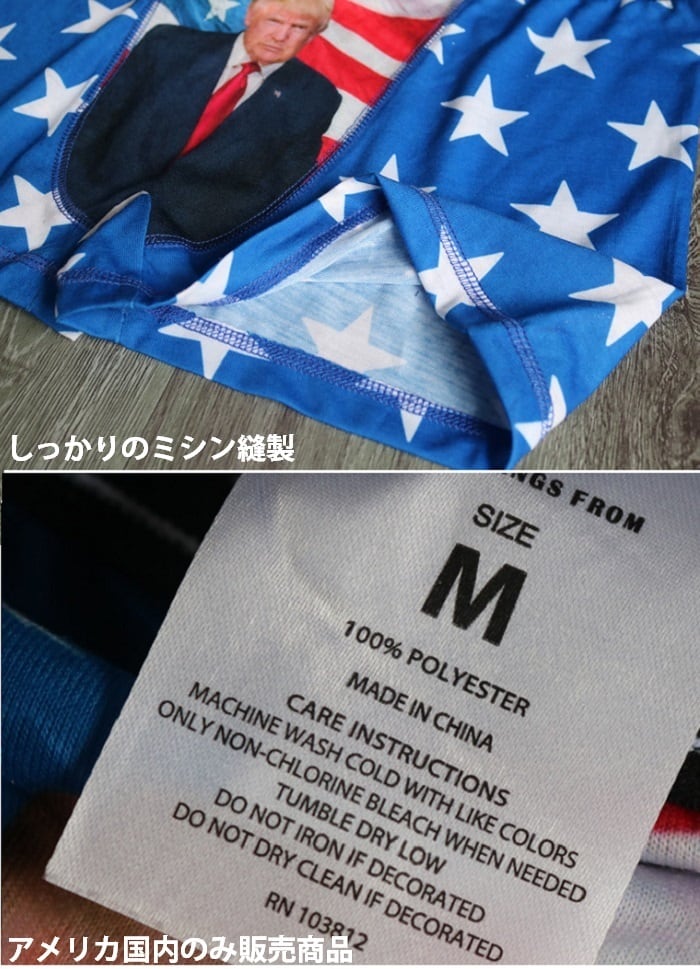 しっかりのミシン縫製
NGS FROM
SIZE
M
100% POLYESTER
MADE IN CHINA
CARE INSTRUCTIONS
MACHINE WASH COLD WITH LIKE COLORS
ONLY NON-CHLORINE BLEACH WHEN NEEDED
TUMBLE DRY LOW
DO NOT IRON IF DECORATED
DO NOT DRY CLEAN IF DECORATED
RN 103812
アメリカ国内のみ販売商品